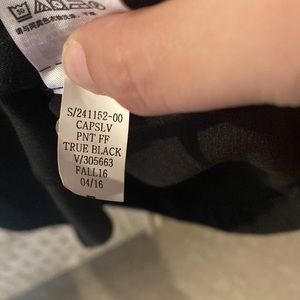 S/241152-00
CAPSLV
PNT FF
TRUE BLACK
V/305663
FALL16
04/16